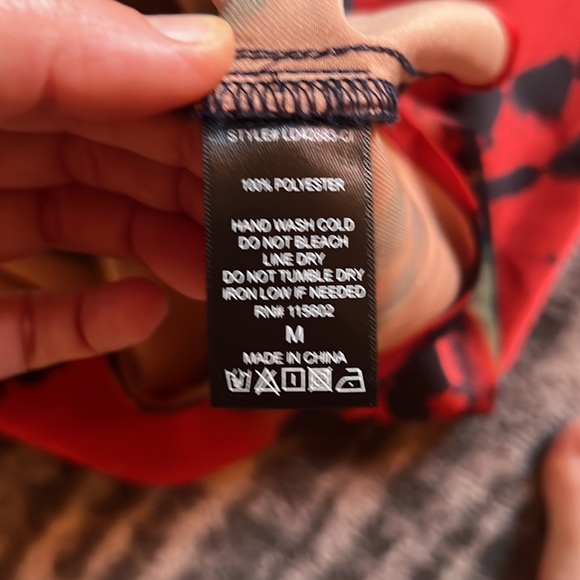 STYLE#
100% POLYESTER
HAND WASH COLD
DO NOT BLEACH
LINE DRY
DO NOT TUMBLE DRY
IRON LOW IF NEEDED
RN# 115602
M
MADE IN CHINA